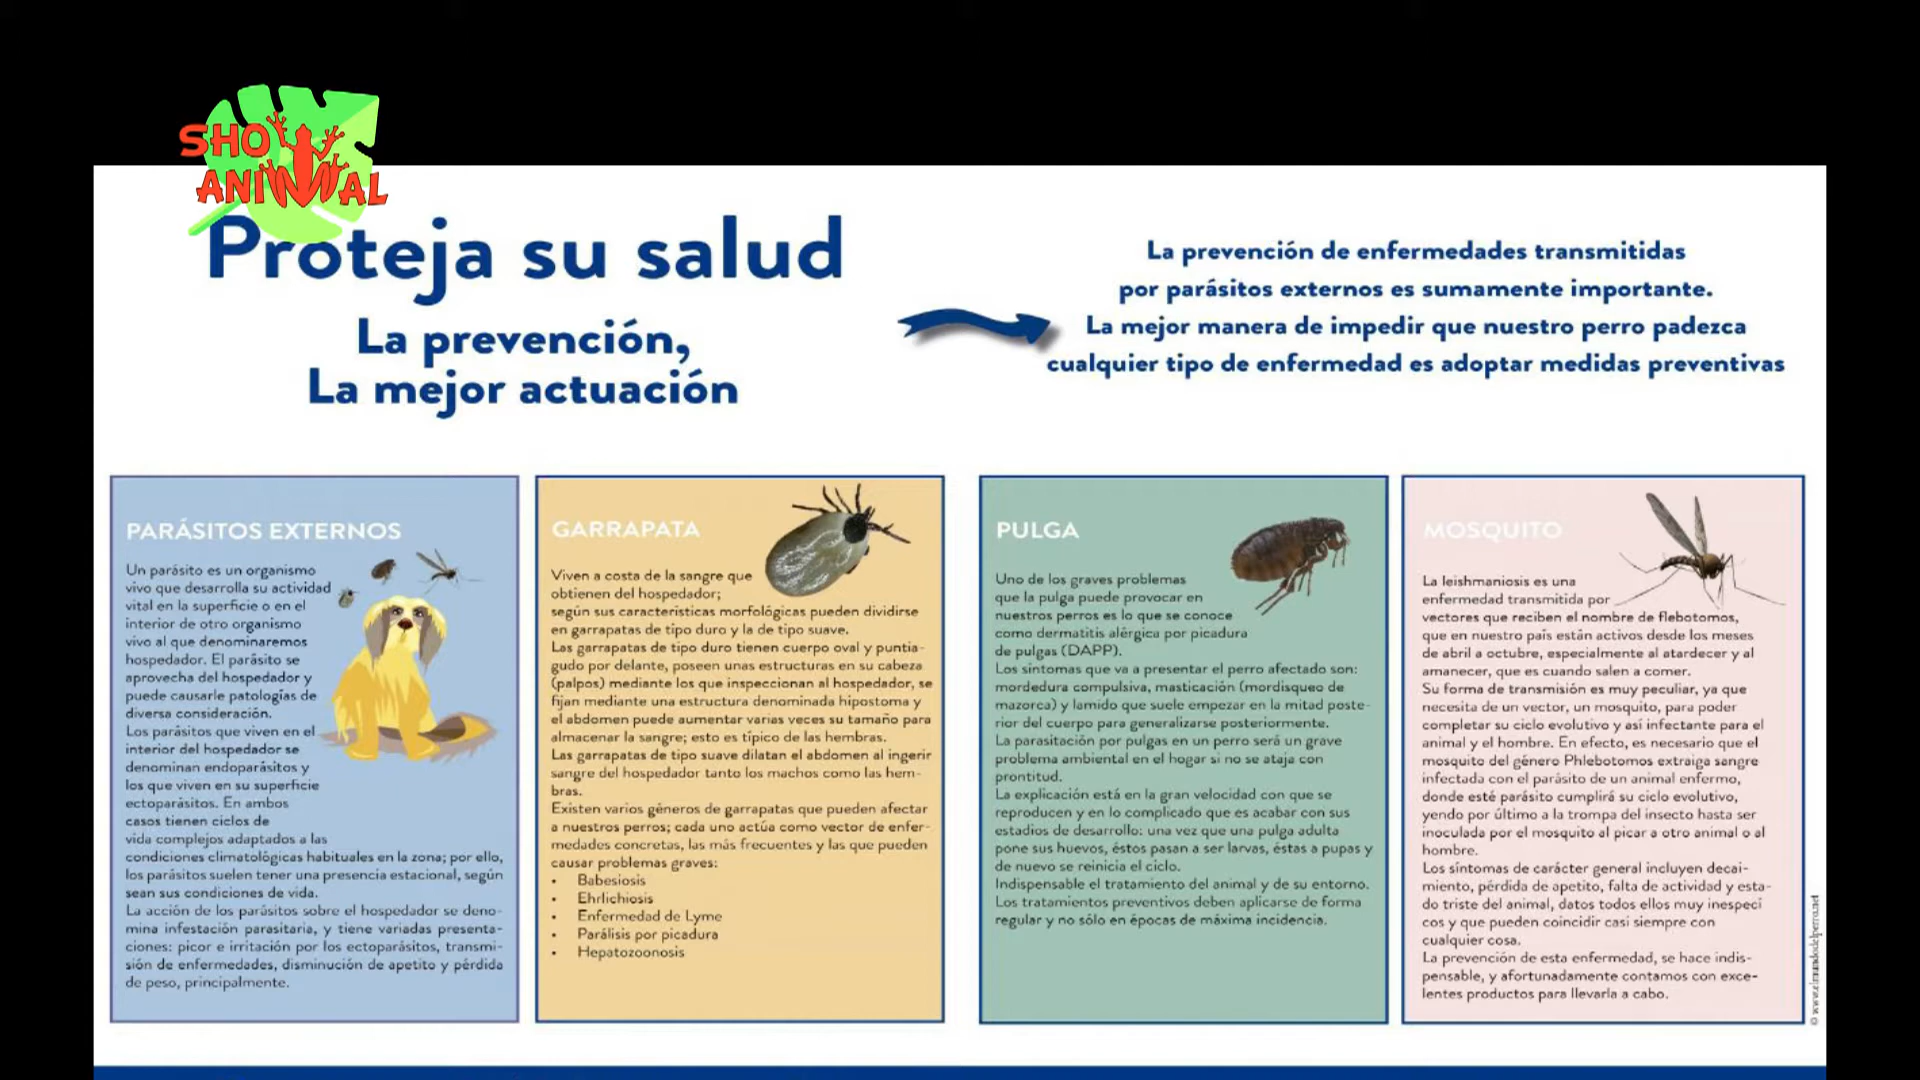 SHO
ANIMAL
Proteja su salud
La prevención,
La mejor actuación
La prevención de enfermedades transmitidas
por parásitos externos es sumamente importante.
La mejor manera de impedir que nuestro perro padezca
cualquier tipo de enfermedad es adoptar medidas preventivas
PARÁSITOS EXTERNOS
Un parásito es un organismo
vivo que desarrolla su actividad
vital en la superficie o en el
interior de otro organismo
vivo al que denominaremos
hospedador. El parásito se
aprovecha del hospedador y
puede causarle patologías de
diversa consideración.
Los parásitos que viven en el
interior del hospedador se
denominan endoparásitos y
los que viven en su superficie
ectoparásitos. En ambos
casos tienen ciclos de
vida complejos adaptados a las
condiciones climatológicas habituales en la zona; por ello,
los parásitos suelen tener una presencia estacional, según
sean sus condiciones de vida.
La acción de los parásitos sobre el hospedador se deno-
mina infestación parasitaria, y tiene variadas presenta-
ciones: picor e irritación por los ectoparásitos, transmi-
sión de enfermedades, disminución de apetito y pérdida
de peso, principalmente.
GARRAPATA
Viven a costa de la sangre que
obtienen del hospedador;
según sus características morfológicas pueden dividirse
en garrapatas de tipo duro y la de tipo suave.
Las garrapatas de tipo duro tienen cuerpo oval y puntia-
gudo por delante, poseen unas estructuras en su cabeza
(palpos) mediante los que inspeccionan al hospedador, se
fijan mediante una estructura denominada hipostoma y
el abdomen puede aumentar varias veces su tamaño para
almacenar la sangre; esto es típico de las hembras.
Las garrapatas de tipo suave dilatan el abdomen al ingerir
sangre del hospedador tanto los machos como las hem-
bras.
Existen varios géneros de garrapatas que pueden afectar
a nuestros perros; cada uno actúa como vector de enfer-
medades concretas, las más frecuentes y las que pueden
causar problemas graves:
• Babesiosis
• Ehrlichiosis
• Enfermedad de Lyme
• Parálisis por picadura
• Hepatozoonosis
PULGA
Uno de los graves problemas
que la pulga puede provocar en
nuestros perros es lo que se conoce
como dermatitis alérgica por picadura
de pulgas (DAPP).
Los síntomas que va a presentar el perro afectado son:
mordedura compulsiva, masticación (mordisqueo de
mazorca) y lamido que suele empezar en la mitad poste-
rior del cuerpo para generalizarse posteriormente.
La parasitación por pulgas en un perro será un grave
problema ambiental en el hogar si no se ataja con
prontitud.
La explicación está en la gran velocidad con que se
reproducen y en lo complicado que es acabar con sus
estadios de desarrollo: una vez que una pulga adulta
pone sus huevos, éstos pasan a ser larvas, éstas a pupas y
de nuevo se reinicia el ciclo.
Indispensable el tratamiento del animal y de su entorno.
Los tratamientos preventivos deben aplicarse de forma
regular y no sólo en épocas de máxima incidencia.
MOSQUITO
La leishmaniosis es una
enfermedad transmitida por
vectores que reciben el nombre de flebotomos,
que en nuestro país están activos desde los meses
de abril a octubre, especialmente al atardecer y al
amanecer, que es cuando salen a comer.
Su forma de transmisión es muy peculiar, ya que
necesita de un vector, un mosquito, para poder
completar su ciclo evolutivo y así infectante para el
animal y el hombre. En efecto, es necesario que el
mosquito del género Phlebotomos extraiga sangre
infectada con el parásito de un animal enfermo,
donde esté parásito cumplirá su ciclo evolutivo,
yendo por último a la trompa del insecto hasta ser
inoculada por el mosquito al picar a otro animal o al
hombre.
Los síntomas de carácter general incluyen decai-
miento, pérdida de apetito, falta de actividad y esta-
do triste del animal, datos todos ellos muy inespecí
cos y que pueden coincidir casi siempre con
cualquier cosa.
La prevención de esta enfermedad, se hace indis-
pensable, y afortunadamente contamos con exce-
lentes productos para llevarla a cabo.
© www.elmundodelperro.net